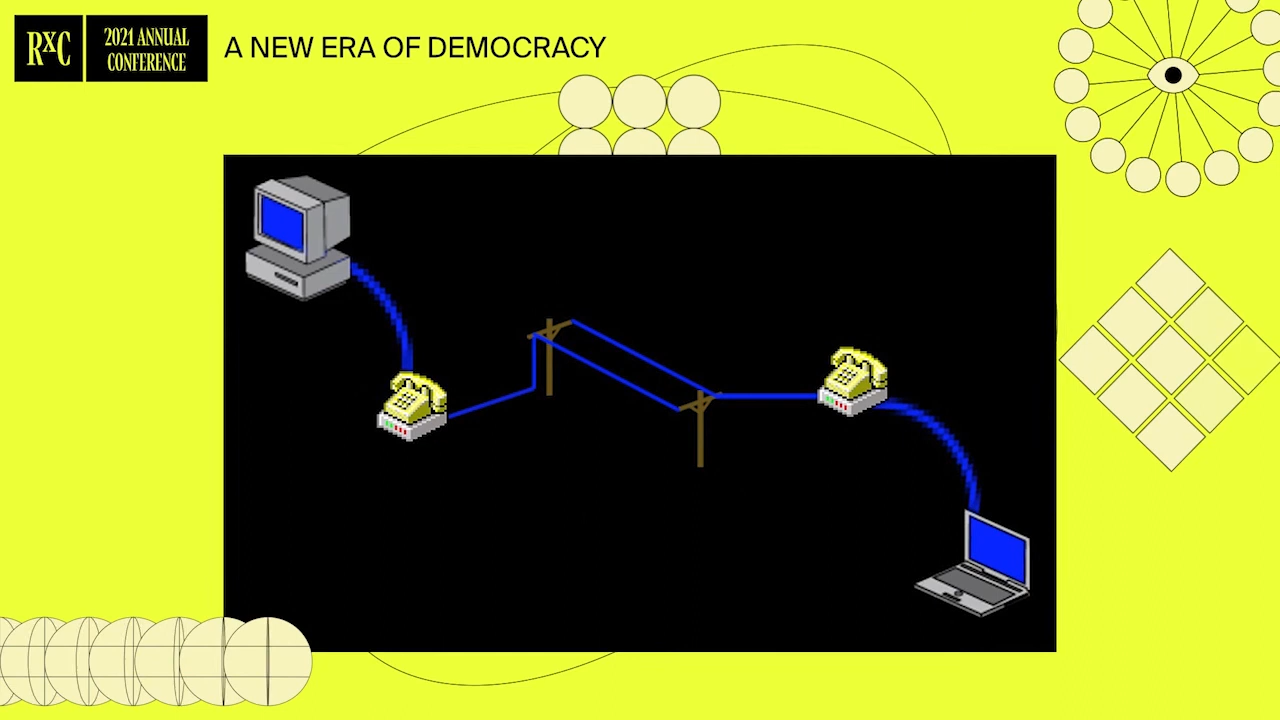 RxC
2021 ANNUAL
CONFERENCE
A NEW ERA OF DEMOCRACY